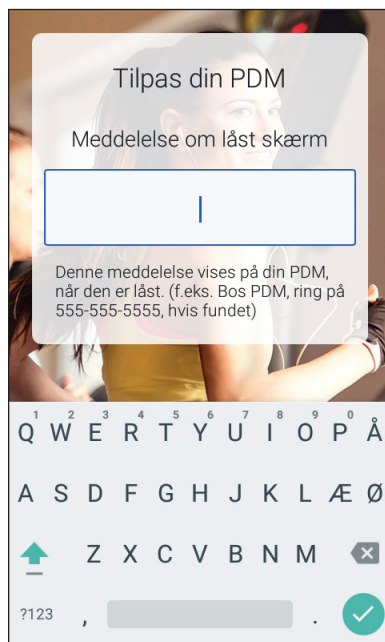 Tilpas din PDM
Meddelelse om låst skærm
Denne meddelelse vises på din PDM,
når den er låst. (f.eks. Bos PDM, ring på
555-555-5555, hvis fundet)
1 2 3 4 5 6 7 8 9 0
Q W E R T Y U I O P Å
A S D F G H J K L Æ Ø
Z X C V B N M
?123 , .